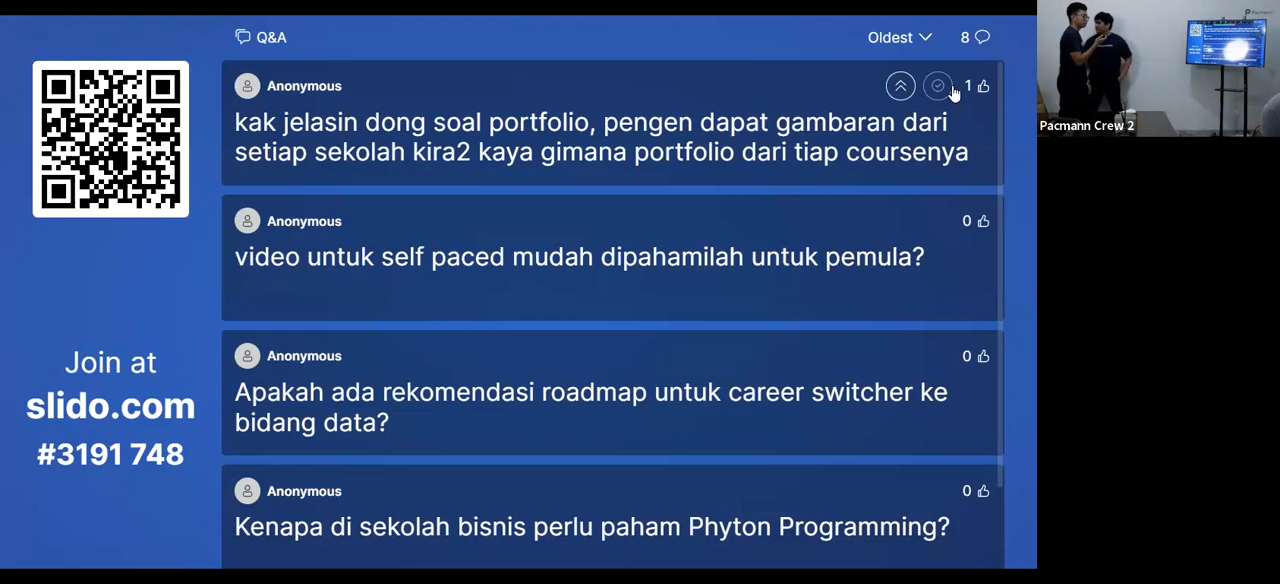 Q&A
Oldest
8
Anonymous
1
kak jelasin dong soal portfolio, pengen dapat gambaran dari
setiap sekolah kira2 kaya gimana portfolio dari tiap coursenya
Anonymous
0
video untuk self paced mudah dipahamilah untuk pemula?
Anonymous
0
Apakah ada rekomendasi roadmap untuk career switcher ke
bidang data?
Anonymous
0
Kenapa di sekolah bisnis perlu paham Phyton Programming?
Join at
slido.com
#3191 748
Pacmann
Pacmann Crew 2